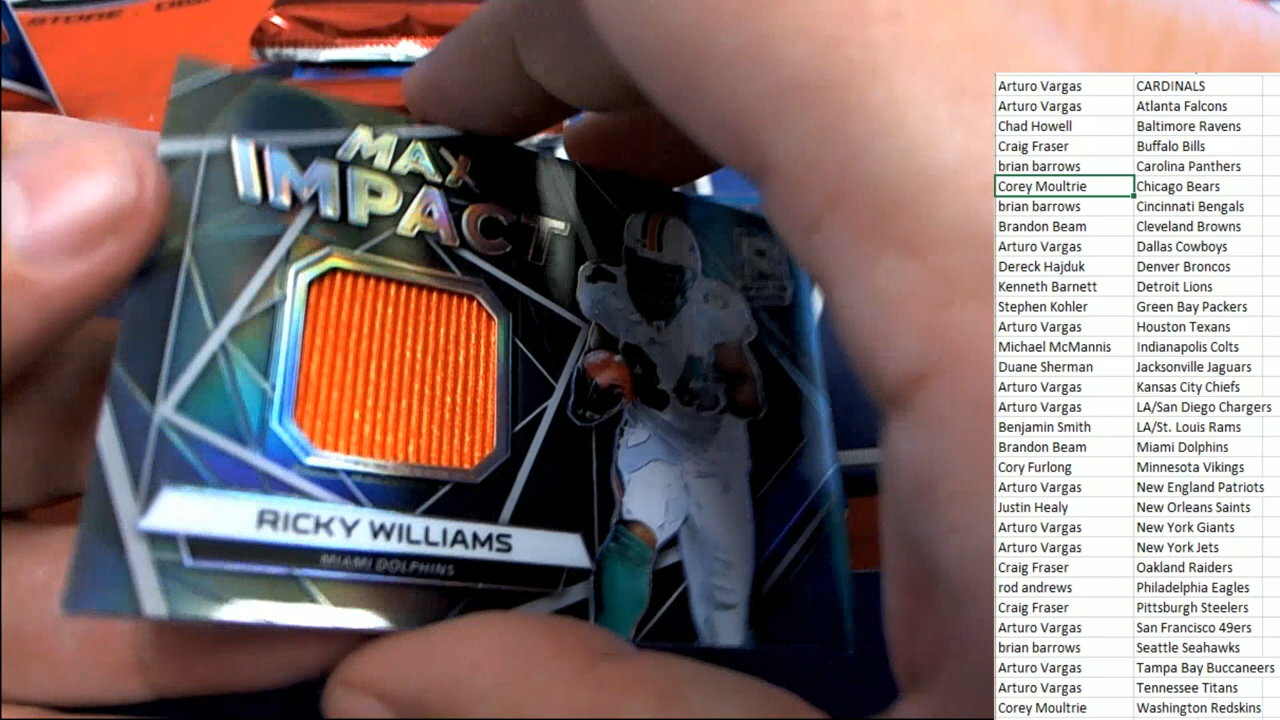 MAX
IMPACT
RICKY WILLIAMS
MIAMI DOLPHINS
Arturo Vargas CARDINALS
Arturo Vargas Atlanta Falcons
Chad Howell Baltimore Ravens
Craig Fraser Buffalo Bills
brian barrows Carolina Panthers
Corey Moultrie Chicago Bears
brian barrows Cincinnati Bengals
Brandon Beam Cleveland Browns
Arturo Vargas Dallas Cowboys
Dereck Hajduk Denver Broncos
Kenneth Barnett Detroit Lions
Stephen Kohler Green Bay Packers
Arturo Vargas Houston Texans
Michael McMannis Indianapolis Colts
Duane Sherman Jacksonville Jaguars
Arturo Vargas Kansas City Chiefs
Arturo Vargas LA/San Diego Chargers
Benjamin Smith LA/St. Louis Rams
Brandon Beam Miami Dolphins
Cory Furlong Minnesota Vikings
Arturo Vargas New England Patriots
Justin Healy New Orleans Saints
Arturo Vargas New York Giants
Arturo Vargas New York Jets
Craig Fraser Oakland Raiders
rod andrews Philadelphia Eagles
Craig Fraser Pittsburgh Steelers
Arturo Vargas San Francisco 49ers
brian barrows Seattle Seahawks
Arturo Vargas Tampa Bay Buccaneers
Arturo Vargas Tennessee Titans
Corey Moultrie Washington Redskins